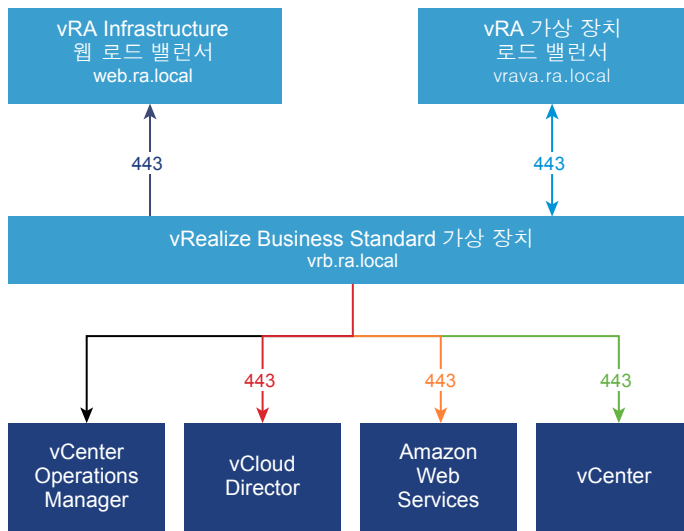 vRA Infrastructure
웹 로드 밸런서
web.ra.local
vRA 가상 장치
로드 밸런서
vrava.ra.local
443
443
vRealize Business Standard 가상 장치
vrb.ra.local
443
443
443
vCenter
Operations
Manager
vCloud
Director
Amazon
Web
Services
vCenter